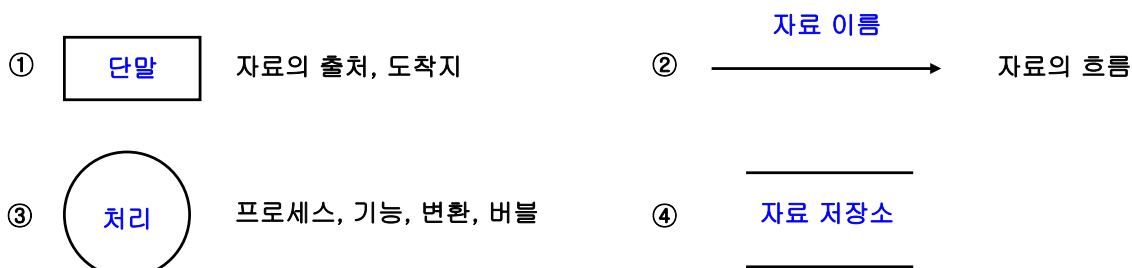 자료 이름
① 단말 자료의 출처, 도착지 ② 자료의 흐름
③ 처리 프로세스, 기능, 변환, 버블 ④ 자료 저장소